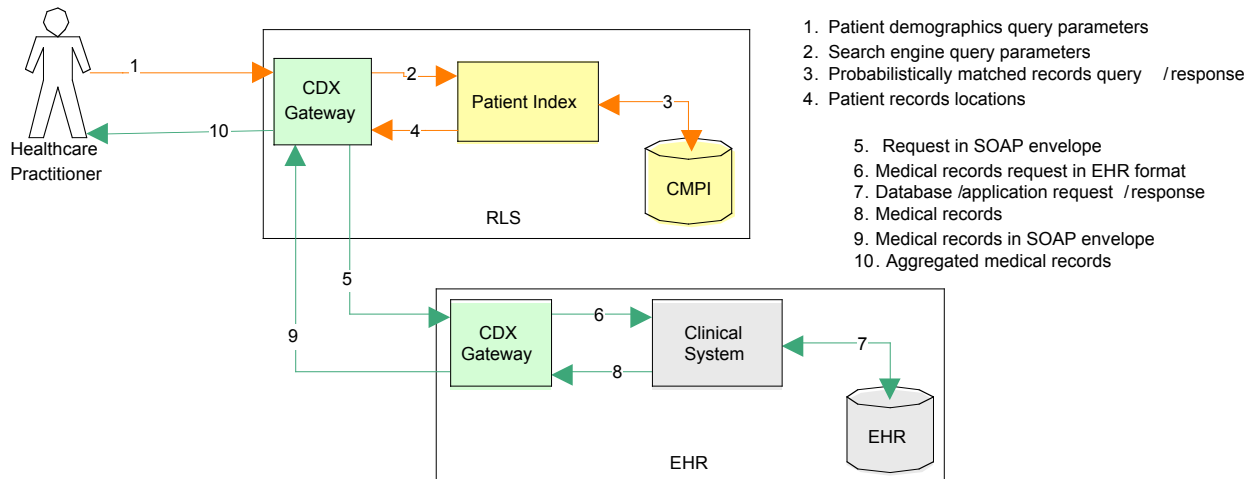 1. Patient demographics query parameters
2. Search engine query parameters
3. Probabilistically matched records query /response
4. Patient records locations
5. Request in SOAP envelope
6. Medical records request in EHR format
7. Database /application request /response
8. Medical records
9. Medical records in SOAP envelope
10. Aggregated medical records
Healthcare
Practitioner
1
10
CDX
Gateway
2
4
Patient Index
3
CMPI
RLS
5
9
CDX
Gateway
6
8
Clinical
System
7
EHR
EHR